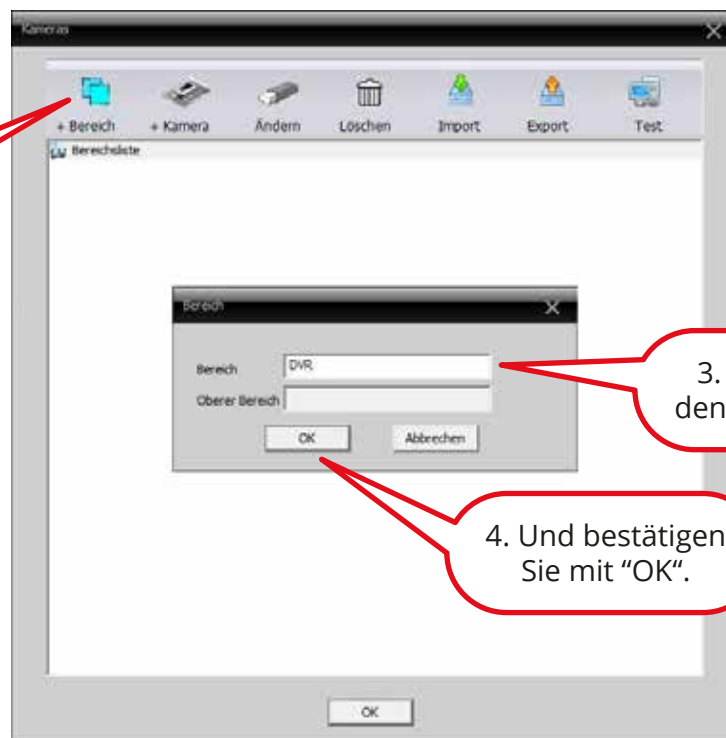 Kameras
+ Bereich + Kamera Ändern Löschen Import Export Test
Bereichsliste
Bereich
Bereich DVR
Oberer Bereich
OK Abbrechen
3.
den
4. Und bestätigen
Sie mit “OK“.
OK